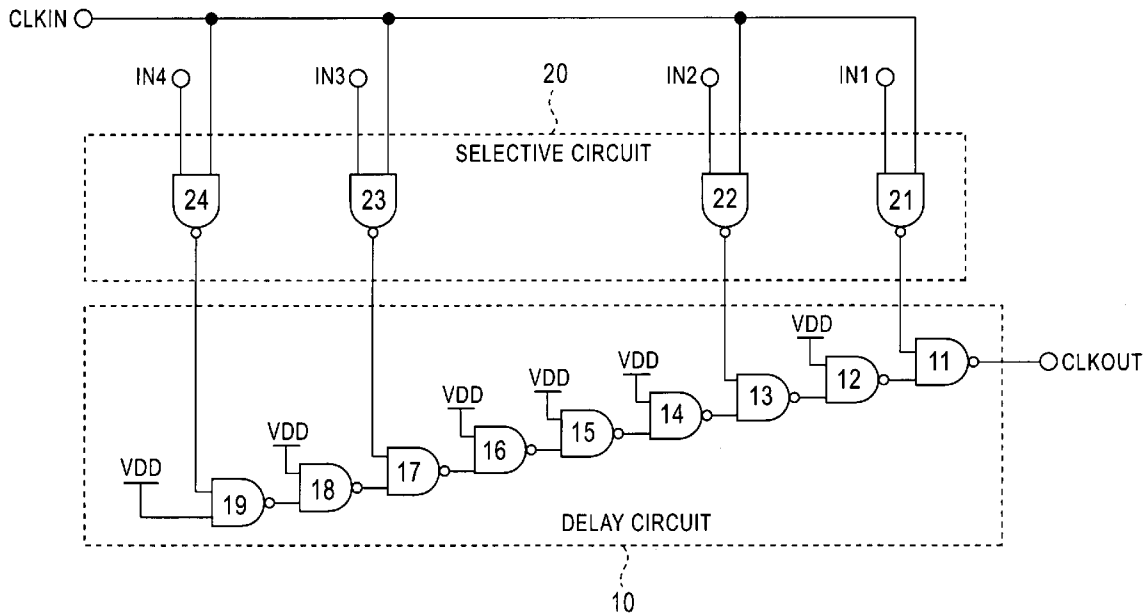 CLKIN
IN4
IN3
IN2
IN1
20
SELECTIVE CIRCUIT
24
23
22
21
VDD
11
CLKOUT
VDD
12
VDD
13
VDD
14
VDD
15
VDD
16
VDD
17
18
19
DELAY CIRCUIT
10